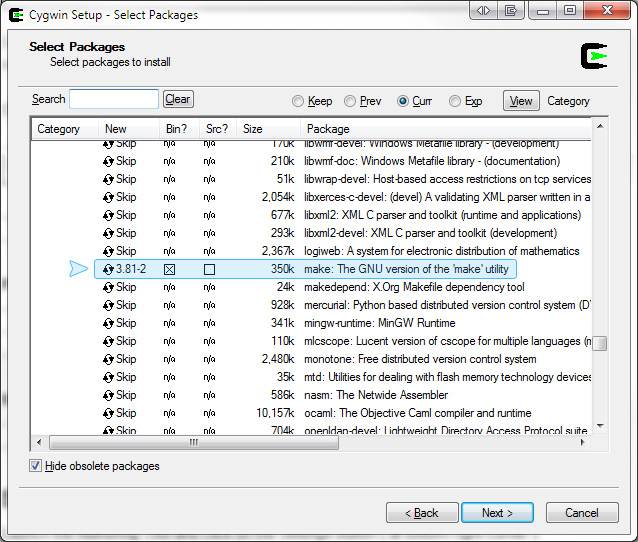 Cygwin Setup - Select Packages
Select Packages
Select packages to install
Search Clear Keep Prev Curr Exp View Category
Category New Bin? Src? Size Package
Skip n/a n/a 170k libwmf-devel: Windows Metafile library - (development)
Skip n/a n/a 210k libwmf-doc: Windows Metafile library - (documentation)
Skip n/a n/a 51k libwrap-devel: Host-based access restrictions on tcp services
Skip n/a n/a 2,054k libxerces-c-devel: (devel) A validating XML parser written in a
Skip n/a n/a 677k libxml2: XML C parser and toolkit (runtime and applications)
Skip n/a n/a 293k libxml2-devel: XML C parser and toolkit (development)
Skip n/a n/a 2,367k logiweb: A system for electronic distribution of mathematics
3.81-2 350k make: The GNU version of the 'make' utility
Skip n/a n/a 24k makedepend: X.Org Makefile dependency tool
Skip n/a n/a 928k mercurial: Python based distributed version control system (D
Skip n/a n/a 341k mingw-runtime: MinGW Runtime
Skip n/a n/a 110k mlcscope: Lucent version of cscope for multiple languages (
Skip n/a n/a 2,480k monotone: Free distributed version control system
Skip n/a n/a 35k mtd: Utilities for dealing with flash memory technology devices
Skip n/a n/a 586k nasm: The Netwide Assembler
Skip n/a n/a 10,157k ocaml: The Objective Caml compiler and runtime
Skip n/a n/a 704k openldap-devel: Lightweight Directory Access Protocol suite
Hide obsolete packages
< Back Next > Cancel